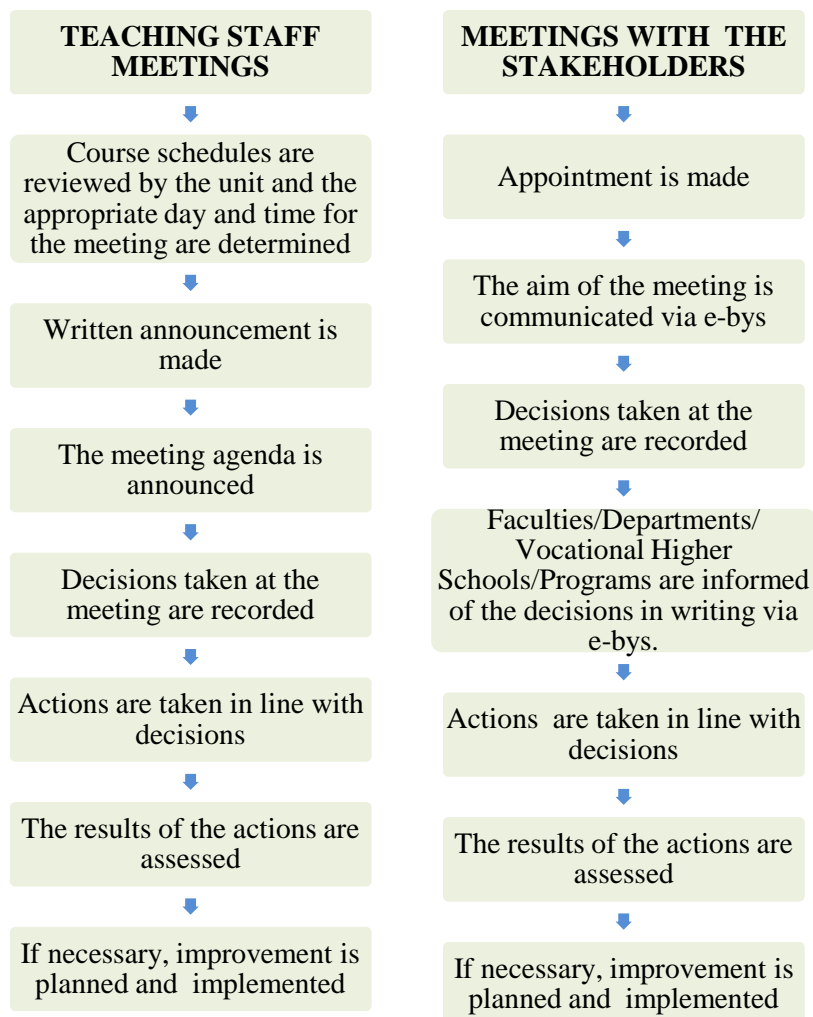 TEACHING STAFF
MEETINGS
Course schedules are
reviewed by the unit and the
appropriate day and time for
the meeting are determined
Written announcement is
made
The meeting agenda is
announced
Decisions taken at the
meeting are recorded
Actions are taken in line with
decisions
The results of the actions are
assessed
If necessary, improvement is
planned and implemented
MEETINGS WITH THE
STAKEHOLDERS
Appointment is made
The aim of the meeting is
communicated via e-bys
Decisions taken at the
meeting are recorded
Faculties/Departments/
Vocational Higher
Schools/Programs are informed
of the decisions in writing via
e-bys.
Actions are taken in line with
decisions
The results of the actions are
assessed
If necessary, improvement is
planned and implemented